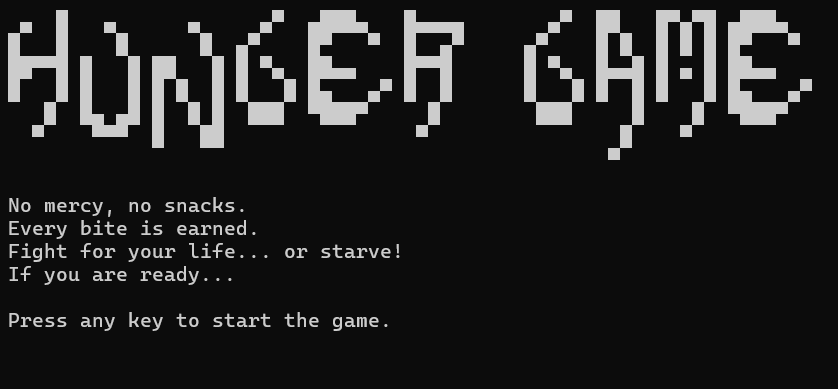 HUNGER GAME
No mercy, no snacks.
Every bite is earned.
Fight for your life... or starve!
If you are ready...
Press any key to start the game.